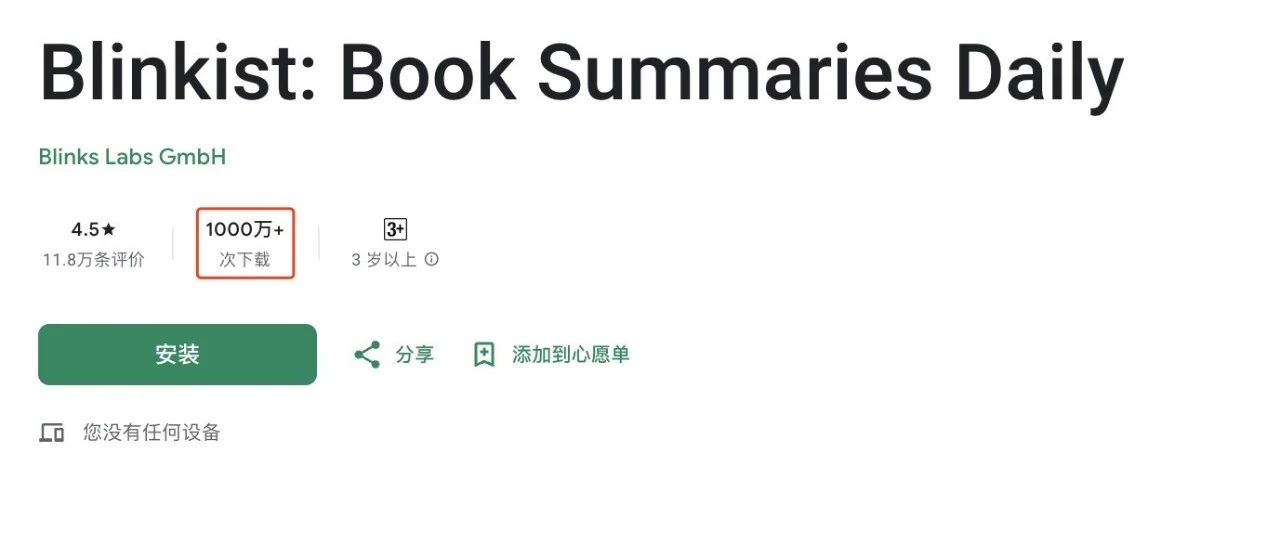 Blinkist: Book Summaries Daily
Blinks Labs GmbH
4.5★ 1000万+ 3+
11.8万条评价 次下载 3 岁以上
安装 分享 添加到心愿单
您没有任何设备